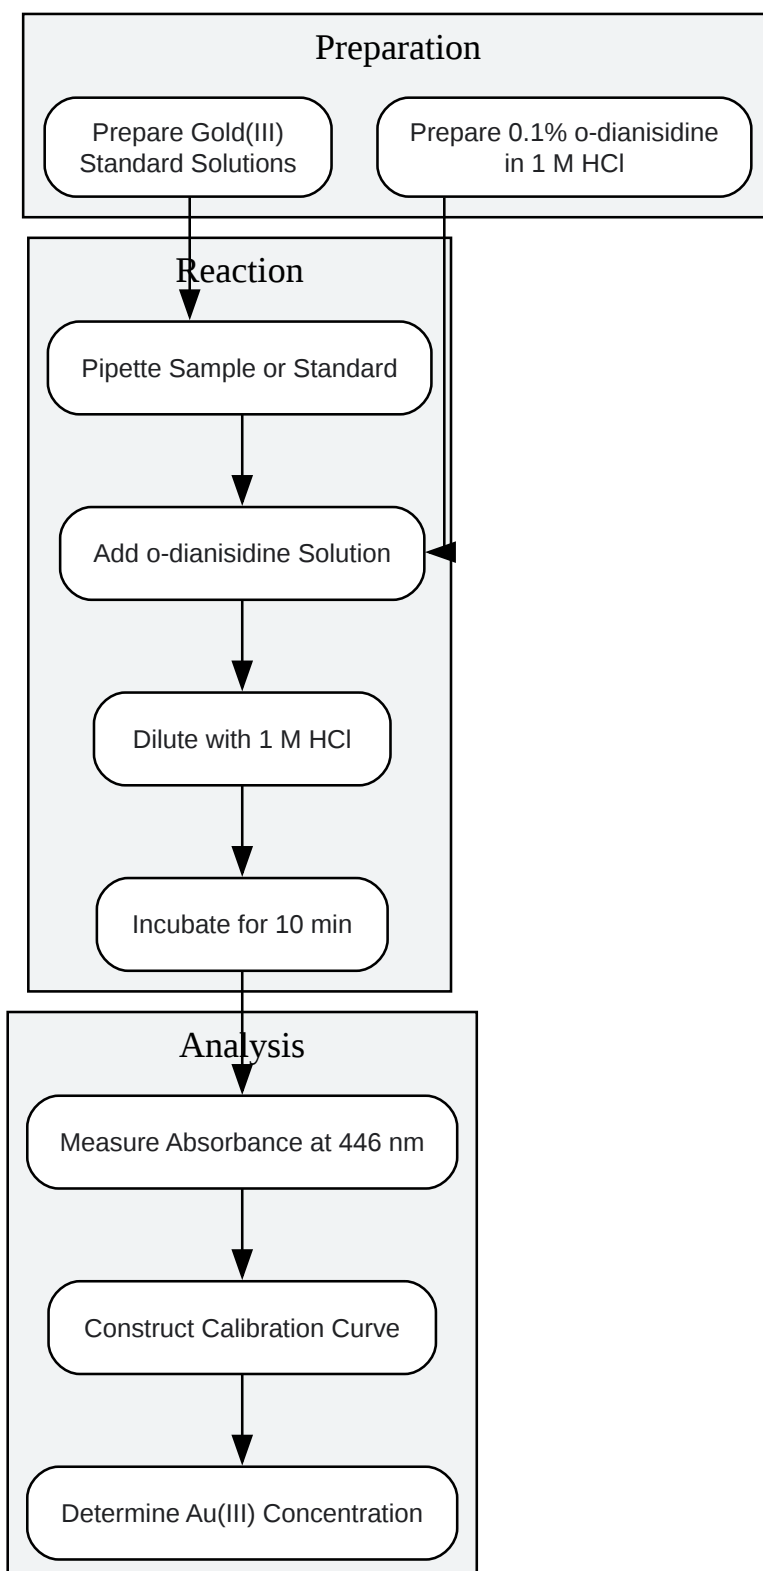 Preparation
Prepare Gold(III)
Standard Solutions
Prepare 0.1% o-dianisidine
in 1 M HCl
Reaction
Pipette Sample or Standard
Add o-dianisidine Solution
Dilute with 1 M HCl
Incubate for 10 min
Analysis
Measure Absorbance at 446 nm
Construct Calibration Curve
Determine Au(III) Concentration